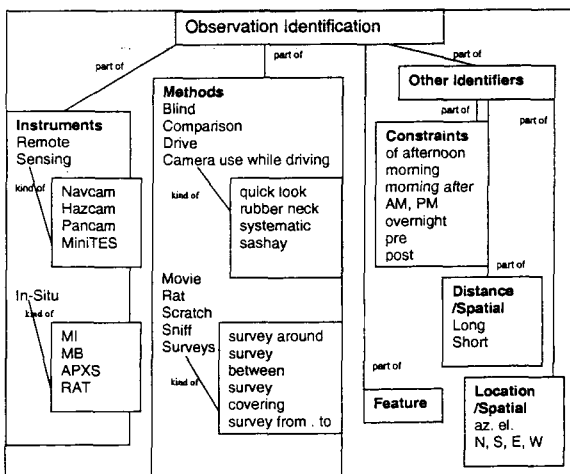 Observation Identification
part of
part of
part of
part of
Instruments
Remote
Sensing
kind of
Navcam
Hazcam
Pancam
MiniTES
In-Situ
kind of
MI
MB
APXS
RAT
Methods
Blind
Comparison
Drive
Camera use while driving
kind of
quick look
rubber neck
systematic
sashay
Movie
Rat
Scratch
Sniff
Surveys
kind of
survey around
survey
between
survey
covering
survey from . to
Feature
Other Identifiers
part of
part of
part of
Constraints
of afternoon
morning
morning after
AM, PM
overnight
pre
post
Distance
/Spatial
Long
Short
Location
/Spatial
az. el.
N, S, E, W